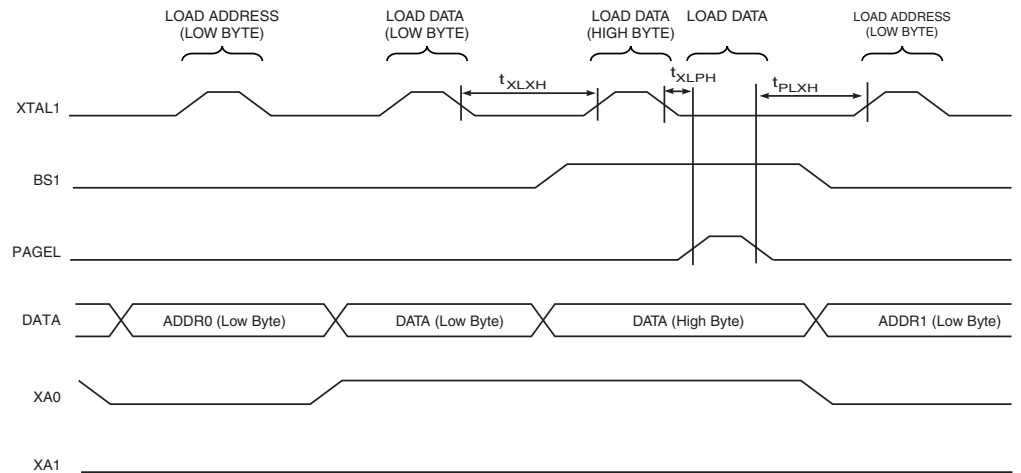 LOAD ADDRESS
(LOW BYTE)
LOAD DATA
(LOW BYTE)
LOAD DATA
(HIGH BYTE)
LOAD DATA
LOAD ADDRESS
(LOW BYTE)
tXLXH
tXLPH
tPLXH
XTAL1
BS1
PAGEL
DATA
ADDR0 (Low Byte)
DATA (Low Byte)
DATA (High Byte)
ADDR1 (Low Byte)
XA0
XA1